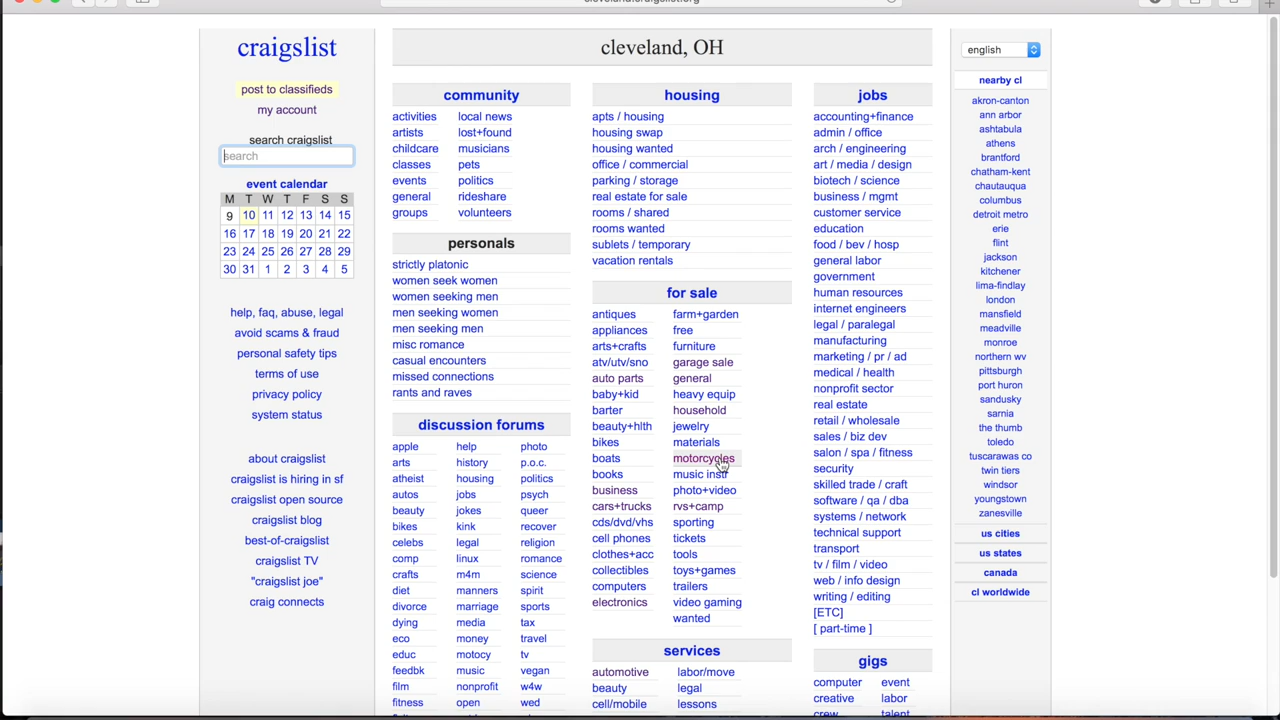 craigslist
post to classifieds
my account
search craigslist
search
event calendar
M T W T F S S
9 10 11 12 13 14 15
16 17 18 19 20 21 22
23 24 25 26 27 28 29
30 31 1 2 3 4 5
help, faq, abuse, legal
avoid scams & fraud
personal safety tips
terms of use
privacy policy
system status
about craigslist
craigslist is hiring in sf
craigslist open source
craigslist blog
best-of-craigslist
craigslist TV
"craigslist joe"
craig connects
cleveland, OH
community
activities local news
artists lost+found
childcare musicians
classes pets
events politics
general rideshare
groups volunteers
personals
strictly platonic
women seek women
women seeking men
men seeking women
men seeking men
misc romance
casual encounters
missed connections
rants and raves
discussion forums
apple help photo
arts history p.o.c.
atheist housing politics
autos jobs psych
beauty jokes queer
bikes kink recover
celebs legal religion
comp linux romance
crafts m4m science
diet manners spirit
divorce marriage sports
dying media tax
eco money travel
educ motocy tv
feedbk music vegan
film nonprofit w4w
fitness open wed
housing
apts / housing
housing swap
housing wanted
office / commercial
parking / storage
real estate for sale
rooms / shared
rooms wanted
sublets / temporary
vacation rentals
for sale
antiques farm+garden
appliances free
arts+crafts furniture
atv/utv/sno garage sale
auto parts general
baby+kid heavy equip
barter household
beauty+hlth jewelry
bikes materials
boats motorcycles
books music instr
business photo+video
cars+trucks rvs+camp
cds/dvd/vhs sporting
cell phones tickets
clothes+acc tools
collectibles toys+games
computers trailers
electronics video gaming
wanted
services
automotive labor/move
beauty legal
cell/mobile lessons
jobs
accounting+finance
admin / office
arch / engineering
art / media / design
biotech / science
business / mgmt
customer service
education
food / bev / hosp
general labor
government
human resources
internet engineers
legal / paralegal
manufacturing
marketing / pr / ad
medical / health
nonprofit sector
real estate
retail / wholesale
sales / biz dev
salon / spa / fitness
security
skilled trade / craft
software / qa / dba
systems / network
technical support
transport
tv / film / video
web / info design
writing / editing
[ETC]
[ part-time ]
gigs
computer event
creative labor
crew talent
english
nearby cl
akron-canton
ann arbor
ashtabula
athens
brantford
chatham-kent
chautauqua
columbus
detroit metro
erie
flint
jackson
kitchener
lima-findlay
london
mansfield
meadville
monroe
northern wv
pittsburgh
port huron
sandusky
sarnia
the thumb
toledo
tuscarawas co
twin tiers
windsor
youngstown
zanesville
us cities
us states
canada
cl worldwide